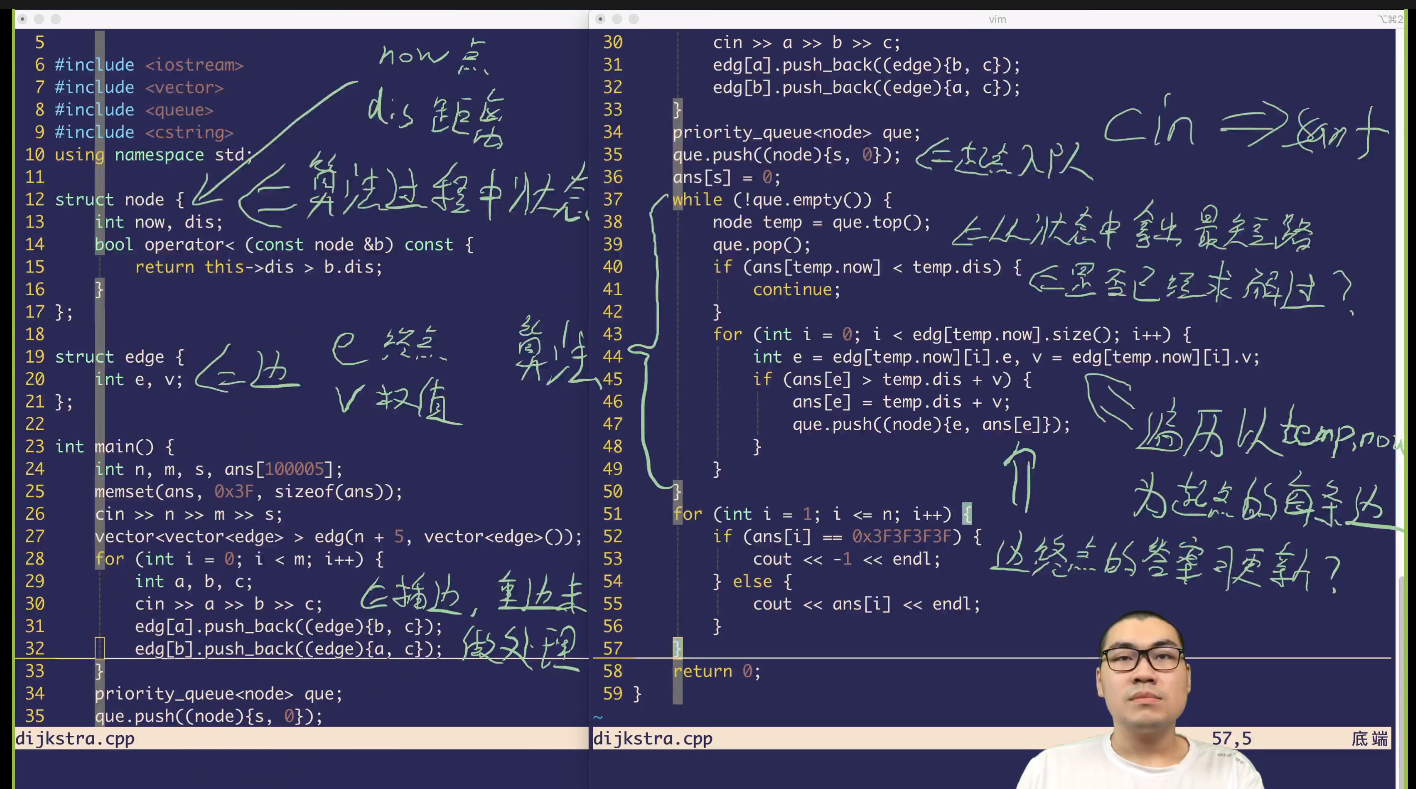 vim
⌥⌘2
5
6 #include <iostream>
7 #include <vector>
8 #include <queue>
9 #include <cstring>
10 using namespace std;
11
12 struct node {
13 int now, dis;
14 bool operator< (const node &b) const {
15 return this->dis > b.dis;
16 }
17 };
18
19 struct edge {
20 int e, v;
21 };
22
23 int main() {
24 int n, m, s, ans[100005];
25 memset(ans, 0x3F, sizeof(ans));
26 cin >> n >> m >> s;
27 vector<vector<edge> > edg(n + 5, vector<edge>());
28 for (int i = 0; i < m; i++) {
29 int a, b, c;
30 cin >> a >> b >> c;
31 edg[a].push_back((edge){b, c});
32 edg[b].push_back((edge){a, c});
33 }
34 priority_queue<node> que;
35 que.push((node){s, 0});
dijkstra.cpp
now 点
dis 距离
⇐ 算法过程中状态
⇐ 边
e 终点
v 权值
算法
⇐ 插边, 重边未
做处理
30 cin >> a >> b >> c;
31 edg[a].push_back((edge){b, c});
32 edg[b].push_back((edge){a, c});
33 }
34 priority_queue<node> que;
35 que.push((node){s, 0});
36 ans[s] = 0;
37 while (!que.empty()) {
38 node temp = que.top();
39 que.pop();
40 if (ans[temp.now] < temp.dis) {
41 continue;
42 }
43 for (int i = 0; i < edg[temp.now].size(); i++) {
44 int e = edg[temp.now][i].e, v = edg[temp.now][i].v;
45 if (ans[e] > temp.dis + v) {
46 ans[e] = temp.dis + v;
47 que.push((node){e, ans[e]});
48 }
49 }
50 }
51 for (int i = 1; i <= n; i++) {
52 if (ans[i] == 0x3F3F3F3F) {
53 cout << -1 << endl;
54 } else {
55 cout << ans[i] << endl;
56 }
57 }
58 return 0;
59 }
~
dijkstra.cpp 57,5 底端
cin ⇒
⇐ 起点入队
⇐ 从状态中拿出最短路
⇐ 是否已经求解过?
遍历以temp.now
为起点的每条边
边终点的答案可更新?